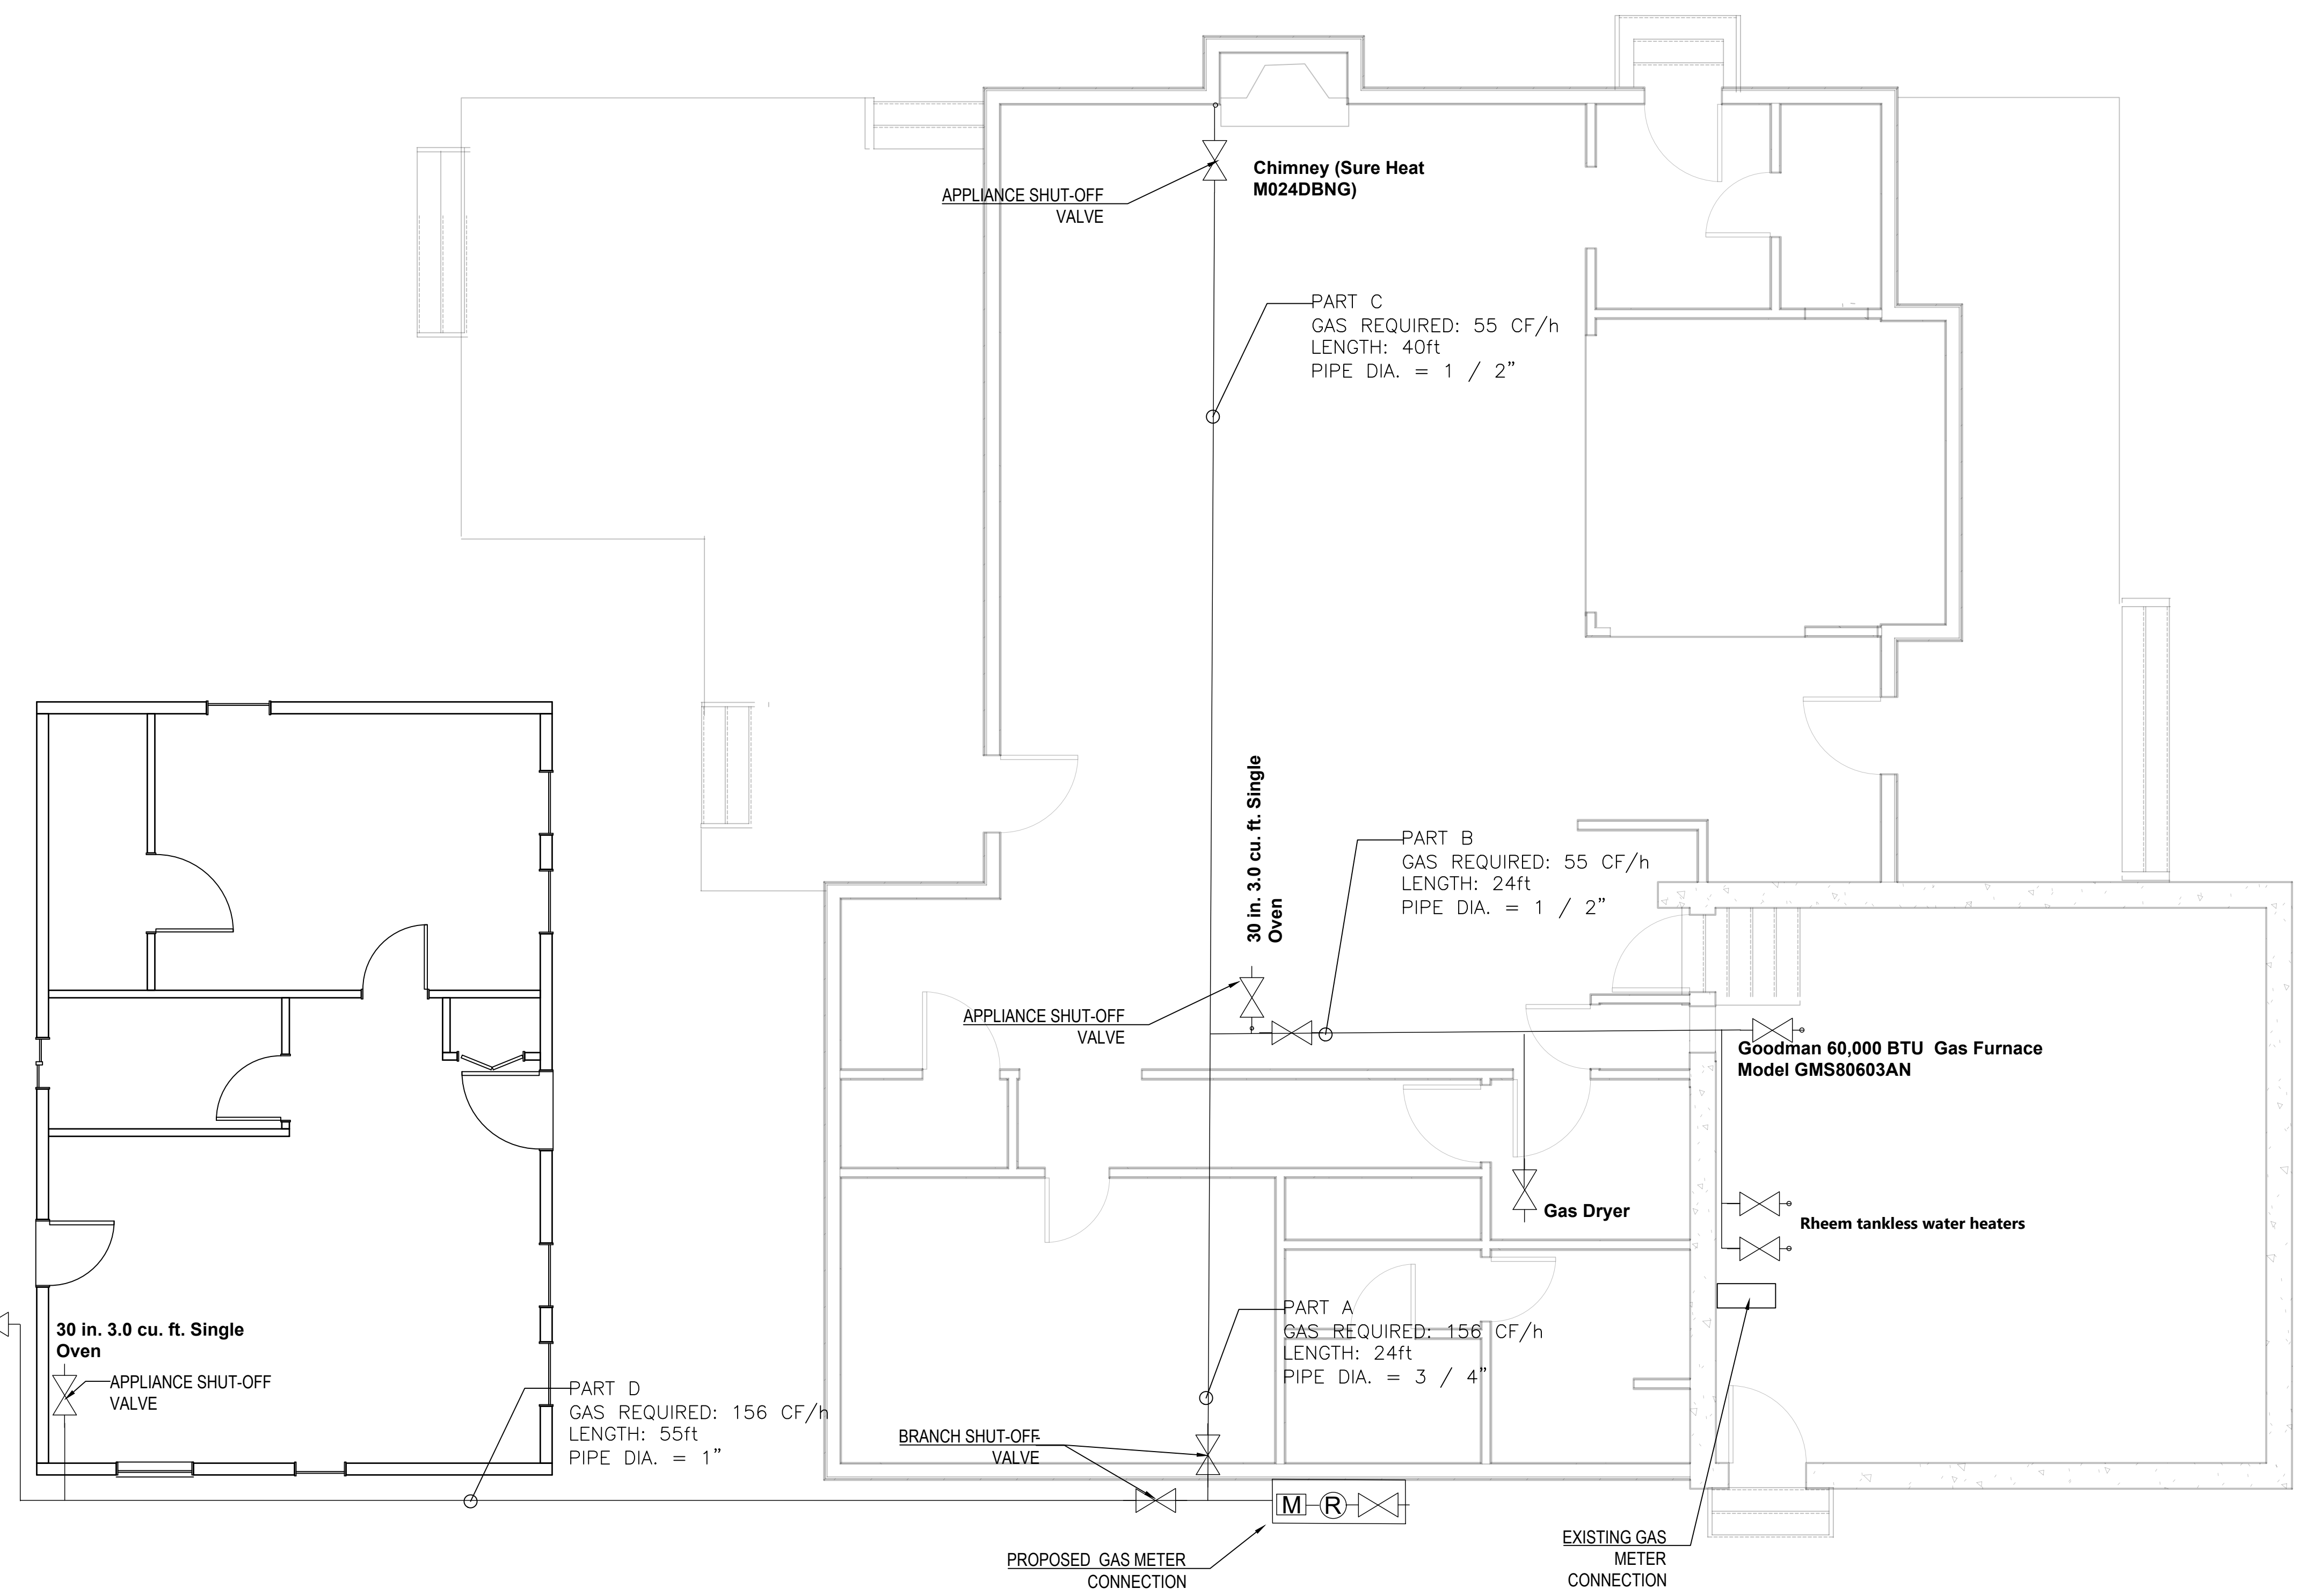 Chimney (Sure Heat
M024DBNG)
APPLIANCE SHUT-OFF
VALVE
PART C
GAS REQUIRED: 55 CF/h
LENGTH: 40ft
PIPE DIA. = 1 / 2"
30 in. 3.0 cu. ft. Single
Oven
PART B
GAS REQUIRED: 55 CF/h
LENGTH: 24ft
PIPE DIA. = 1 / 2"
APPLIANCE SHUT-OFF
VALVE
Goodman 60,000 BTU Gas Furnace
Model GMS80603AN
Gas Dryer
Rheem tankless water heaters
PART A
GAS REQUIRED: 156 CF/h
LENGTH: 24ft
PIPE DIA. = 3 / 4"
30 in. 3.0 cu. ft. Single
Oven
APPLIANCE SHUT-OFF
VALVE
PART D
GAS REQUIRED: 156 CF/h
LENGTH: 55ft
PIPE DIA. = 1"
BRANCH SHUT-OFF
VALVE
M R
PROPOSED GAS METER
CONNECTION
EXISTING GAS
METER
CONNECTION